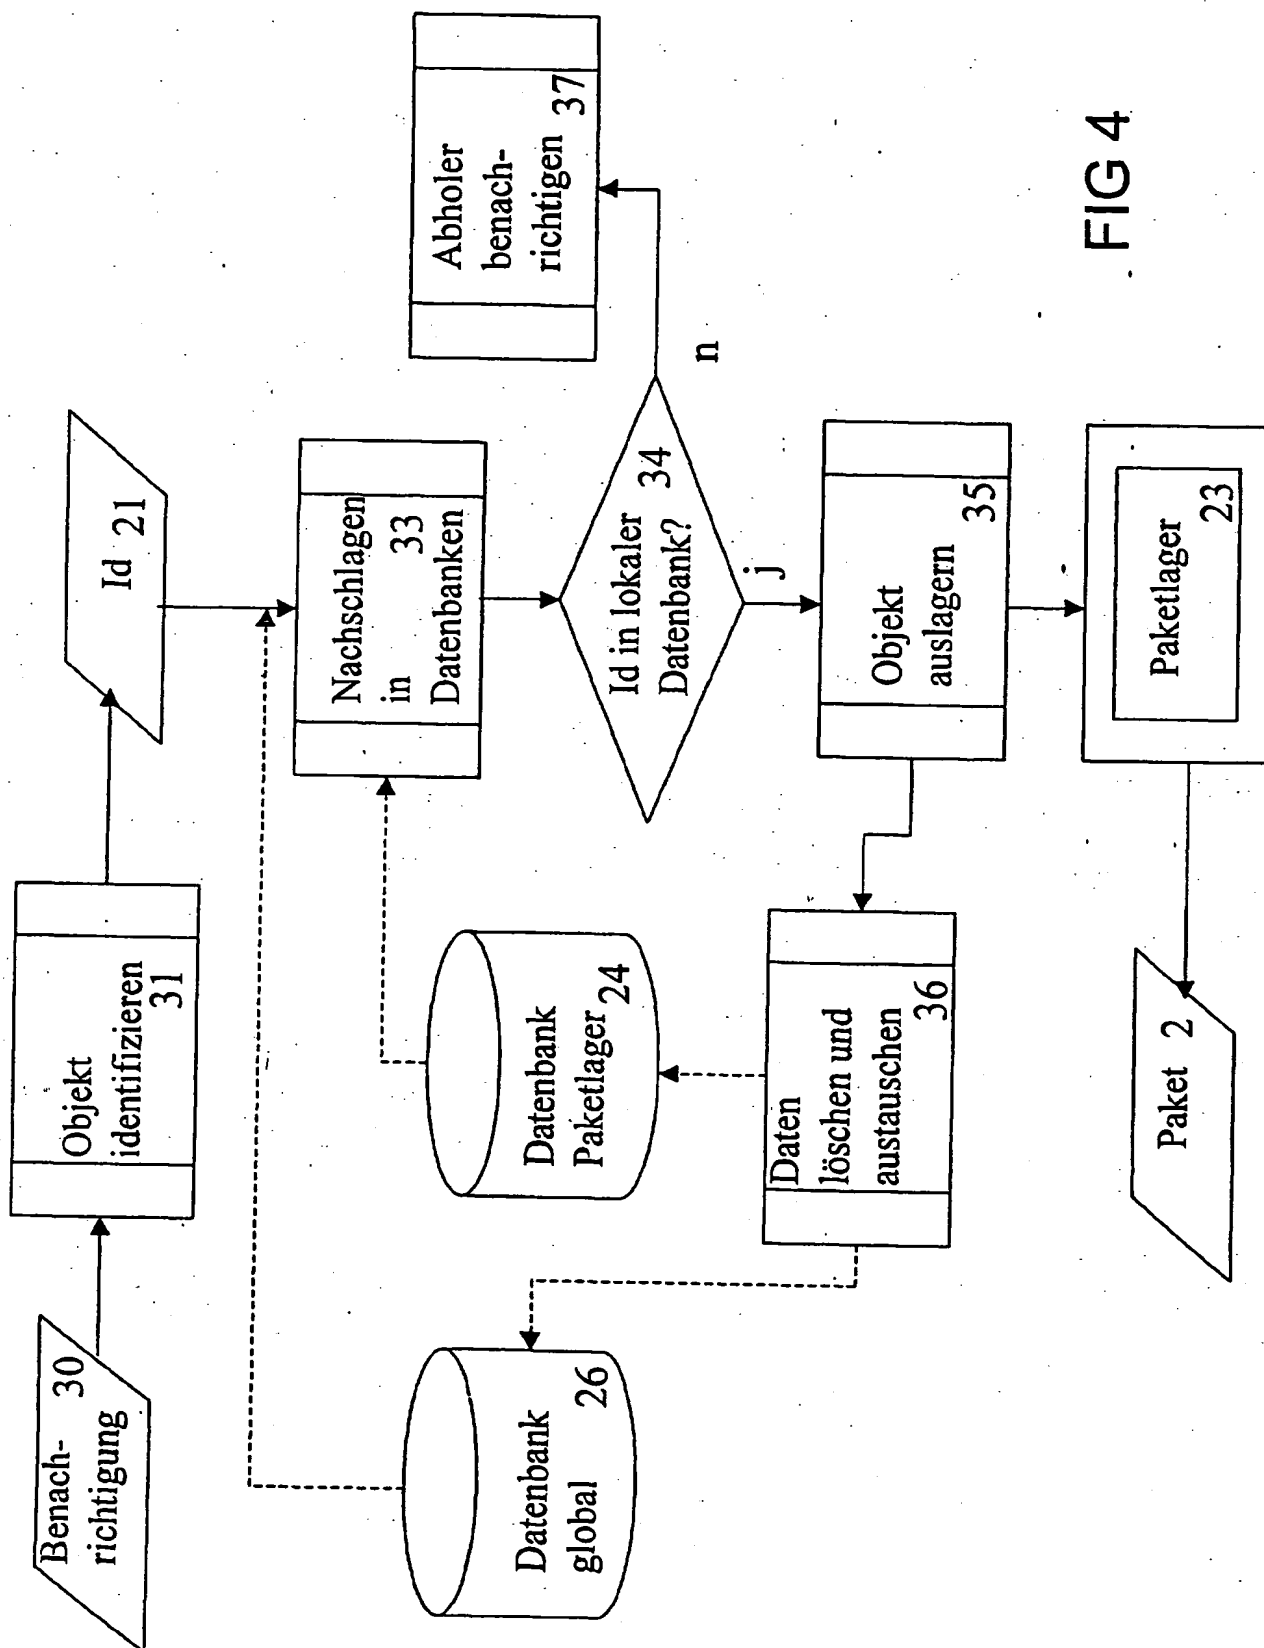 Benach-
richtigung 30
Objekt
identifizieren
31
Id 21
Nachschlagen
in 33
Datenbanken
Datenbank
global 26
Datenbank
Paketlager 24
Id in lokaler
Datenbank?
34
n
j
Abholer
benach-
richtigen 37
Daten
löschen und
austauschen 36
Objekt
auslagern 35
Paket 2
Paketlager
23
FIG 4